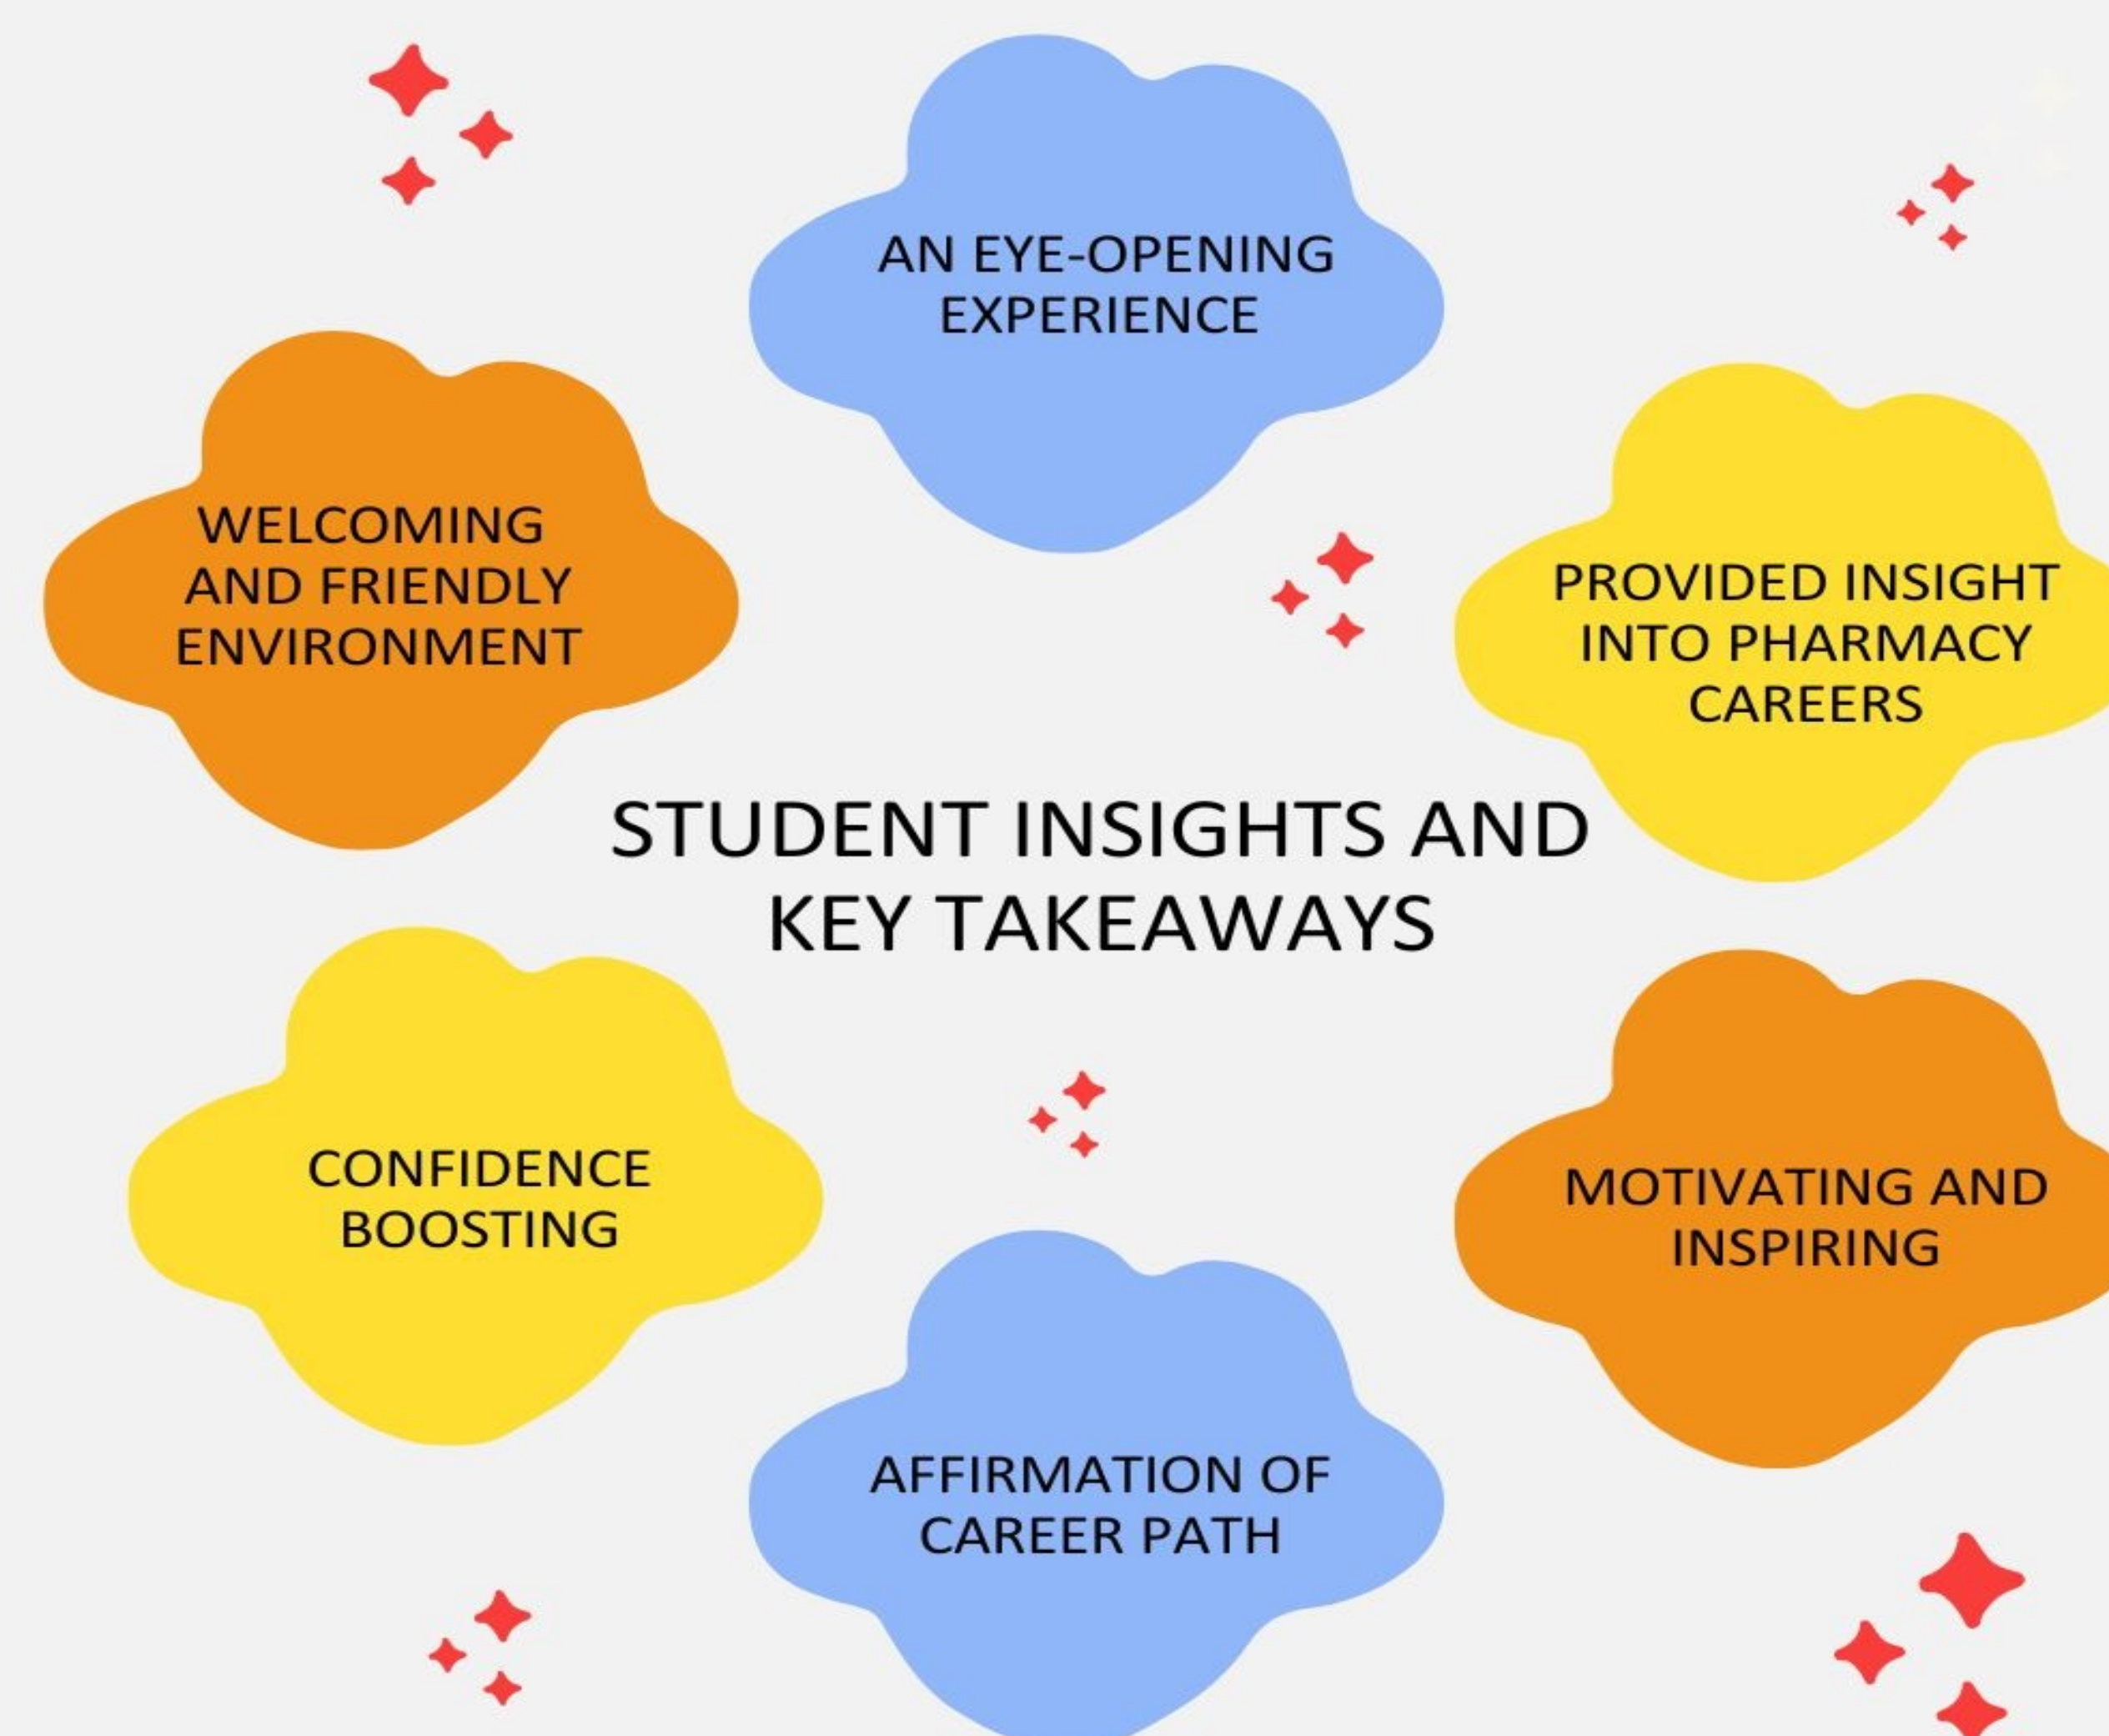 AN EYE-OPENING
EXPERIENCE
WELCOMING
AND FRIENDLY
ENVIRONMENT
PROVIDED INSIGHT
INTO PHARMACY
CAREERS
STUDENT INSIGHTS AND
KEY TAKEAWAYS
CONFIDENCE
BOOSTING
MOTIVATING AND
INSPIRING
AFFIRMATION OF
CAREER PATH